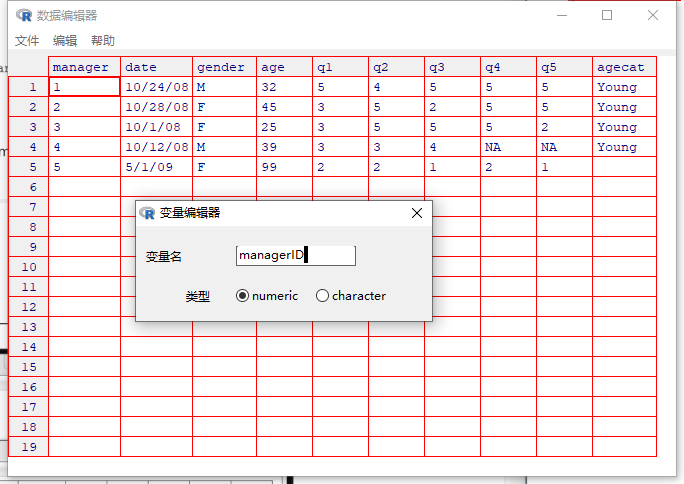 数据编辑器
文件 编辑 帮助
manager date gender age q1 q2 q3 q4 q5 agecat
1 1 10/24/08 M 32 5 4 5 5 5 Young
2 2 10/28/08 F 45 3 5 2 5 5 Young
3 3 10/1/08 F 25 3 5 5 5 2 Young
4 4 10/12/08 M 39 3 3 4 NA NA Young
5 5 5/1/09 F 99 2 2 1 2 1
6
7
8
9
10
11
12
13
14
15
16
17
18
19
变量编辑器
变量名 managerID
类型 numeric character